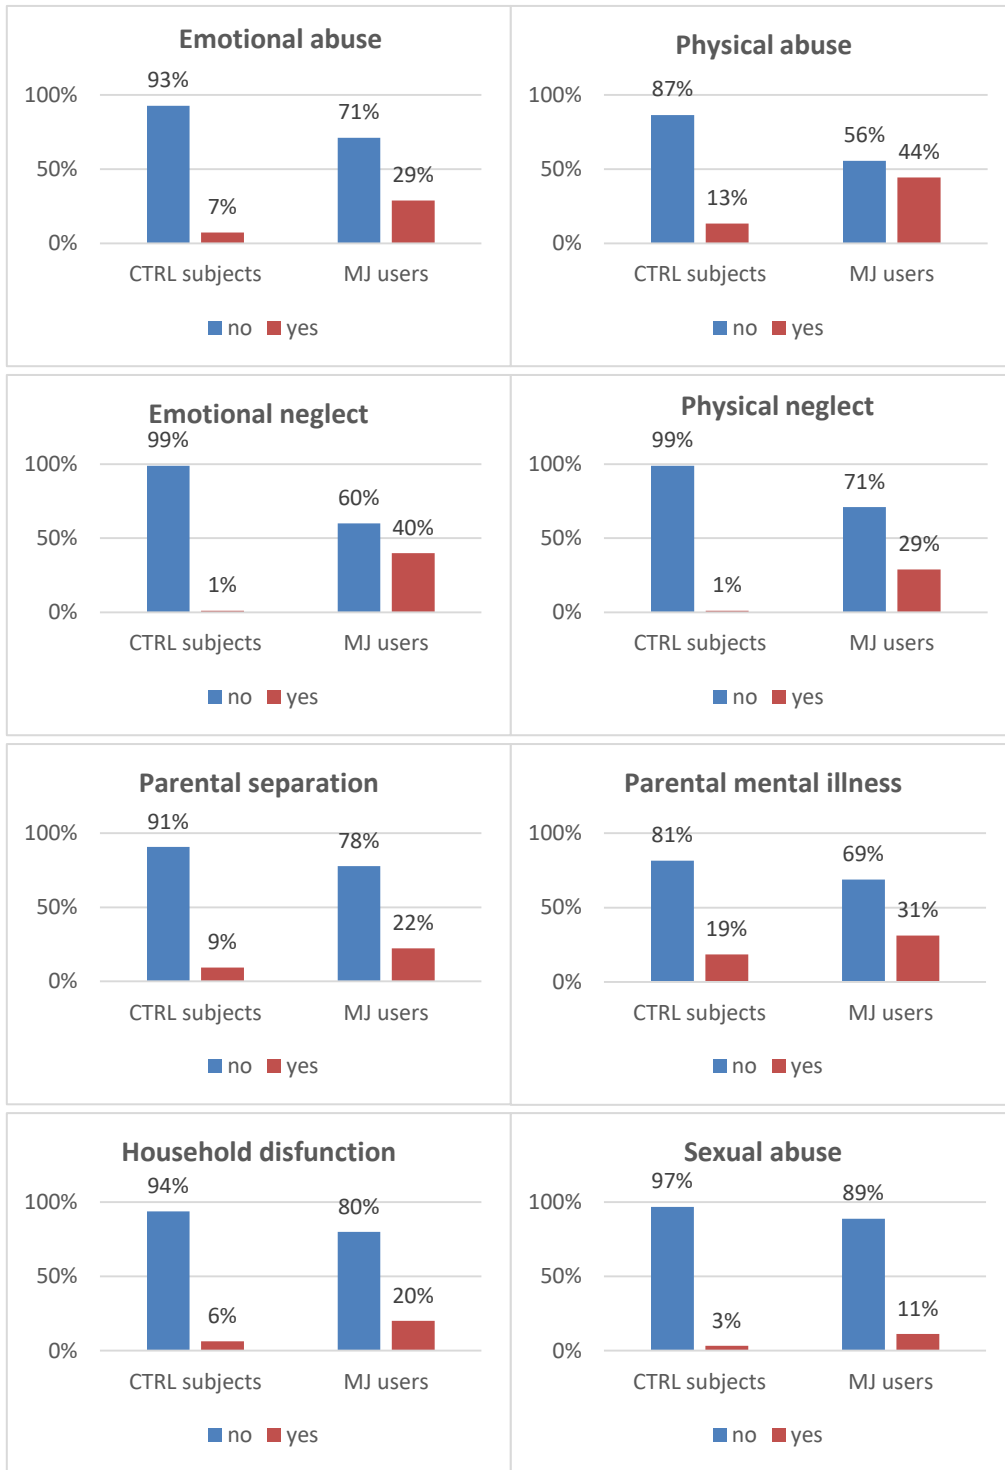 Emotional abuse
93%
71%
100%
50%
29%
7%
0%
CTRL subjects MJ users
no yes
Physical abuse
87%
100%
56%
44%
50%
13%
0%
CTRL subjects MJ users
no yes
Emotional neglect
99%
100%
60%
40%
50%
1%
0%
CTRL subjects MJ users
no yes
Physical neglect
99%
100%
71%
50%
29%
1%
0%
CTRL subjects MJ users
no yes
Parental separation
91%
100%
78%
50%
22%
9%
0%
CTRL subjects MJ users
no yes
Parental mental illness
100%
81%
69%
50%
31%
19%
0%
CTRL subjects MJ users
no yes
Household disfunction
94%
100%
80%
50%
20%
6%
0%
CTRL subjects MJ users
no yes
Sexual abuse
97%
89%
100%
50%
11%
3%
0%
CTRL subjects MJ users
no yes